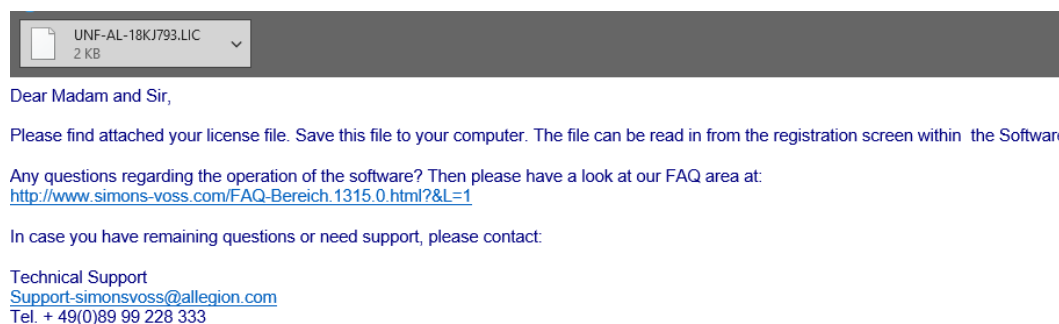 UNF-AL-18KJ793.LIC
2 KB
Dear Madam and Sir,
Please find attached your license file. Save this file to your computer. The file can be read in from the registration screen within the Softwar
Any questions regarding the operation of the software? Then please have a look at our FAQ area at:
http://www.simons-voss.com/FAQ-Bereich.1315.0.html?&L=1
In case you have remaining questions or need support, please contact:
Technical Support
Support-simonsvoss@allegion.com
Tel. + 49(0)89 99 228 333